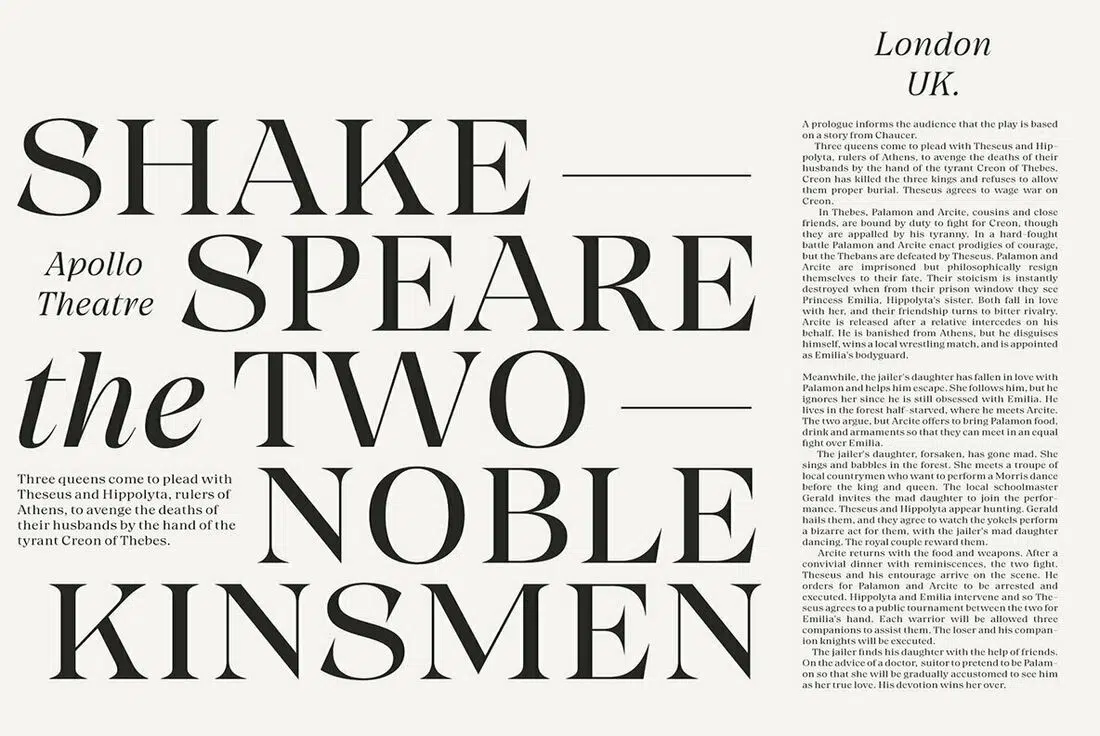 London
UK.
SHAKE
Apollo
Theatre
SPEARE
the TWO
Three queens come to plead with
Theseus and Hippolyta, rulers of
Athens, to avenge the deaths of
their husbands by the hand of the
tyrant Creon of Thebes.
NOBLE
KINSMEN
A prologue informs the audience that the play is based
on a story from Chaucer.
Three queens come to plead with Theseus and Hip-
polyta, rulers of Athens, to avenge the deaths of their
husbands by the hand of the tyrant Creon of Thebes.
Creon has killed the three kings and refuses to allow
them proper burial. Theseus agrees to wage war on
Creon.
In Thebes, Palamon and Arcite, cousins and close
friends, are bound by duty to fight for Creon, though
they are appalled by his tyranny. In a hard-fought
battle Palamon and Arcite enact prodigies of courage,
but the Thebans are defeated by Theseus. Palamon and
Arcite are imprisoned but philosophically resign
themselves to their fate. Their stoicism is instantly
destroyed when from their prison window they see
Princess Emilia, Hippolyta's sister. Both fall in love
with her, and their friendship turns to bitter rivalry.
Arcite is released after a relative intercedes on his
behalf. He is banished from Athens, but he disguises
himself, wins a local wrestling match, and is appointed
as Emilia's bodyguard.
Meanwhile, the jailer's daughter has fallen in love with
Palamon and helps him escape. She follows him, but he
ignores her since he is still obsessed with Emilia. He
lives in the forest half-starved, where he meets Arcite.
The two argue, but Arcite offers to bring Palamon food,
drink and armaments so that they can meet in an equal
fight over Emilia.
The jailer's daughter, forsaken, has gone mad. She
sings and babbles in the forest. She meets a troupe of
local countrymen who want to perform a Morris dance
before the king and queen. The local schoolmaster
Gerald invites the mad daughter to join the perfor-
mance. Theseus and Hippolyta appear hunting. Gerald
hails them, and they agree to watch the yokels perform
a bizarre act for them, with the jailer's mad daughter
dancing. The royal couple reward them.
Arcite returns with the food and weapons. After a
convivial dinner with reminiscences, the two fight.
Theseus and his entourage arrive on the scene. He
orders for Palamon and Arcite to be arrested and
executed. Hippolyta and Emilia intervene and so The-
seus agrees to a public tournament between the two for
Emilia's hand. Each warrior will be allowed three
companions to assist them. The loser and his compan-
ion knights will be executed.
The jailer finds his daughter with the help of friends.
On the advice of a doctor, suitor to pretend to be Palam-
on so that she will be gradually accustomed to see him
as her true love. His devotion wins her over.